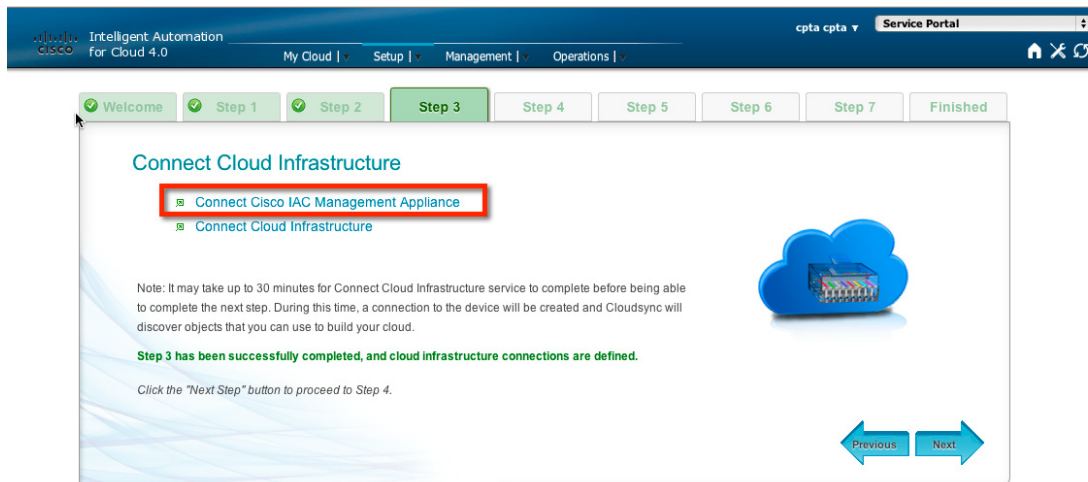 cpta cpta ▼ Service Portal
cisco Intelligent Automation
for Cloud 4.0
My Cloud | Setup | Management | Operations |
Welcome Step 1 Step 2 Step 3 Step 4 Step 5 Step 6 Step 7 Finished
Connect Cloud Infrastructure
Connect Cisco IAC Management Appliance
Connect Cloud Infrastructure
Note: It may take up to 30 minutes for Connect Cloud Infrastructure service to complete before being able
to complete the next step. During this time, a connection to the device will be created and Cloudsync will
discover objects that you can use to build your cloud.
Step 3 has been successfully completed, and cloud infrastructure connections are defined.
Click the "Next Step" button to proceed to Step 4.
Previous Next